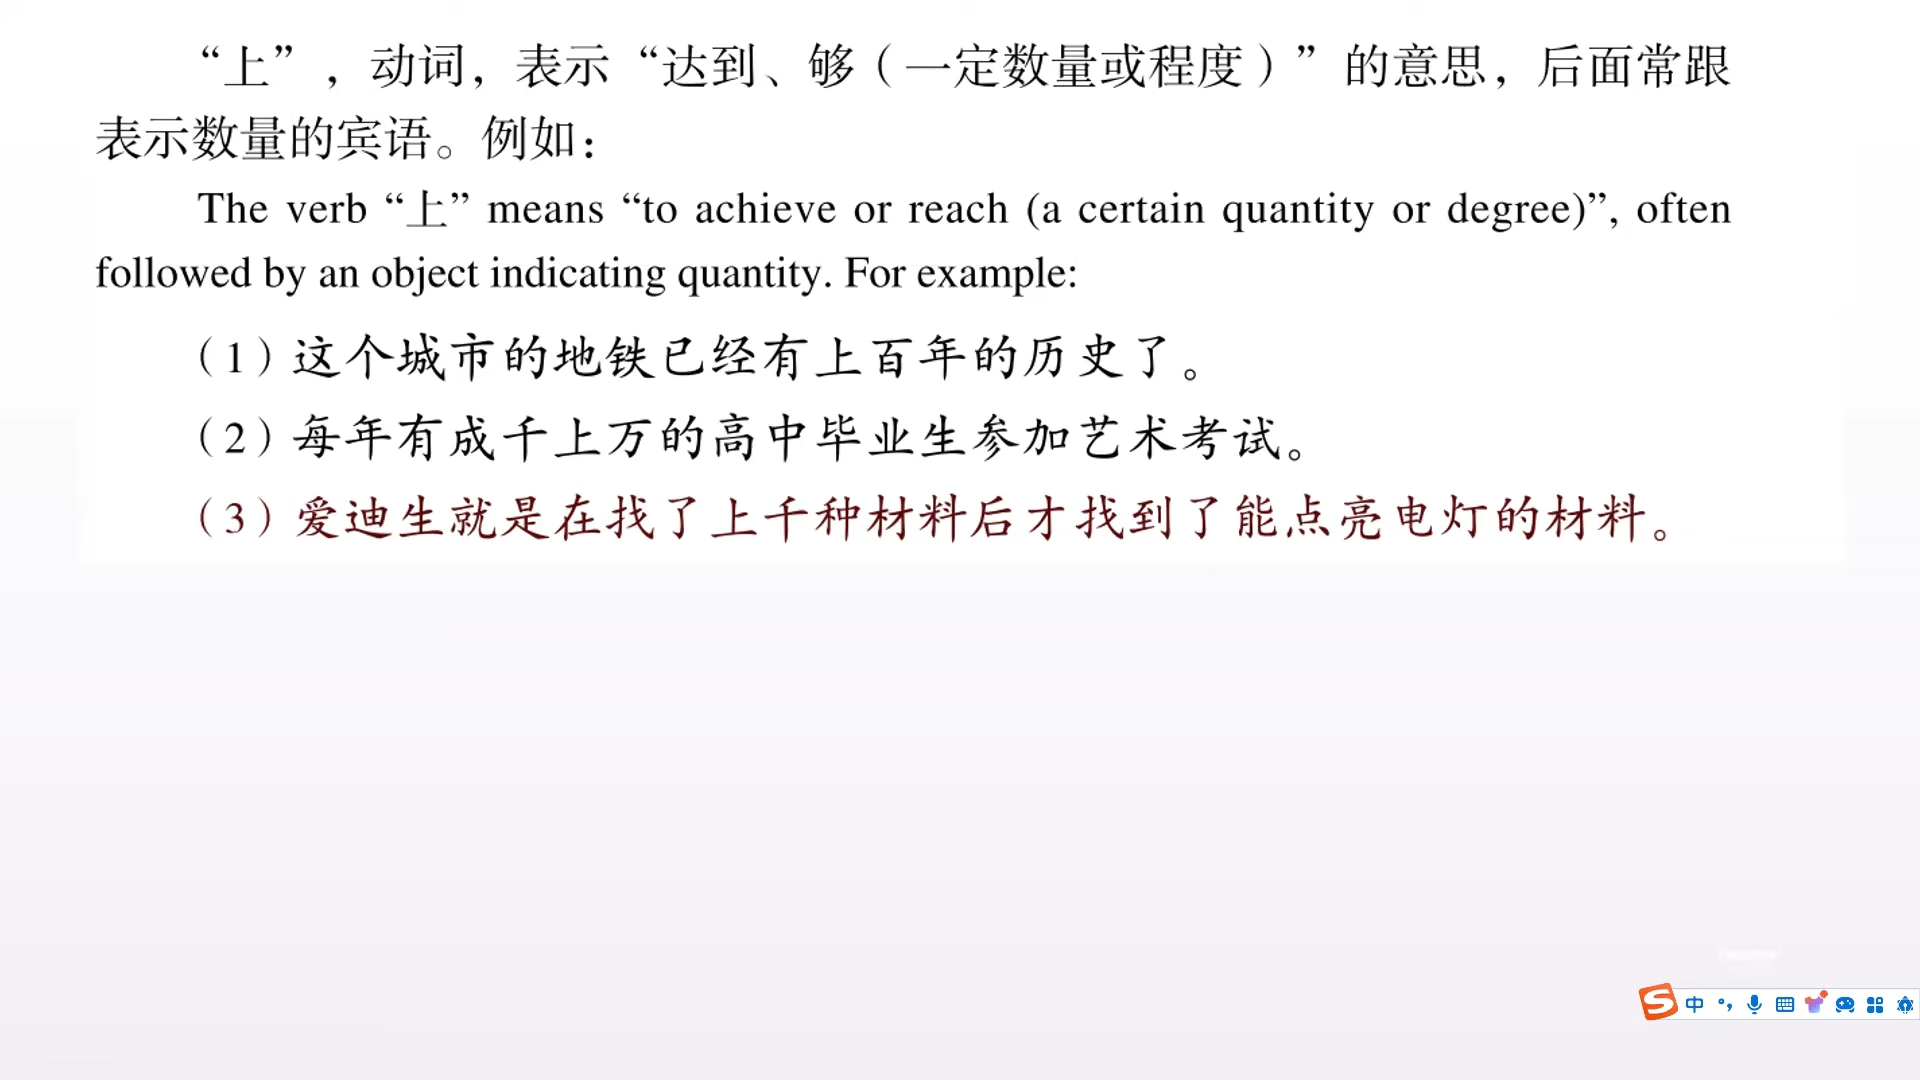 “上”，动词，表示“达到、够（一定数量或程度）”的意思，后面常跟
表示数量的宾语。例如：
The verb “上” means “to achieve or reach (a certain quantity or degree)”, often
followed by an object indicating quantity. For example:
（1）这个城市的地铁已经有上百年的历史了。
（2）每年有成千上万的高中毕业生参加艺术考试。
（3）爱迪生就是在找了上千种材料后才找到了能点亮电灯的材料。
S 中